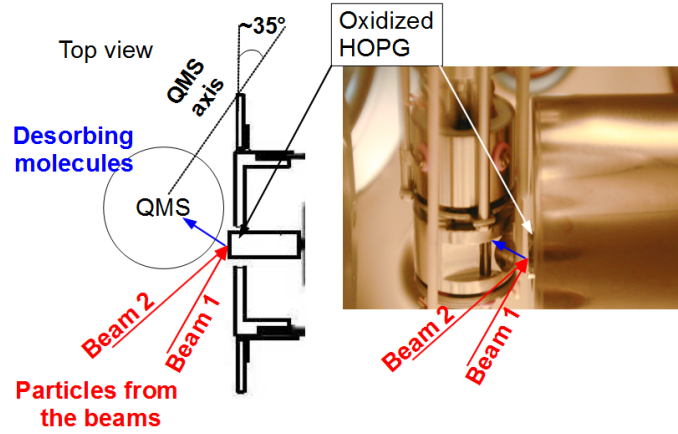 ~35°
Oxidized
HOPG
Top view
QMS
axis
Desorbing
molecules
QMS
Beam 2
Beam 1
Beam 2
Beam 1
Particles from
the beams